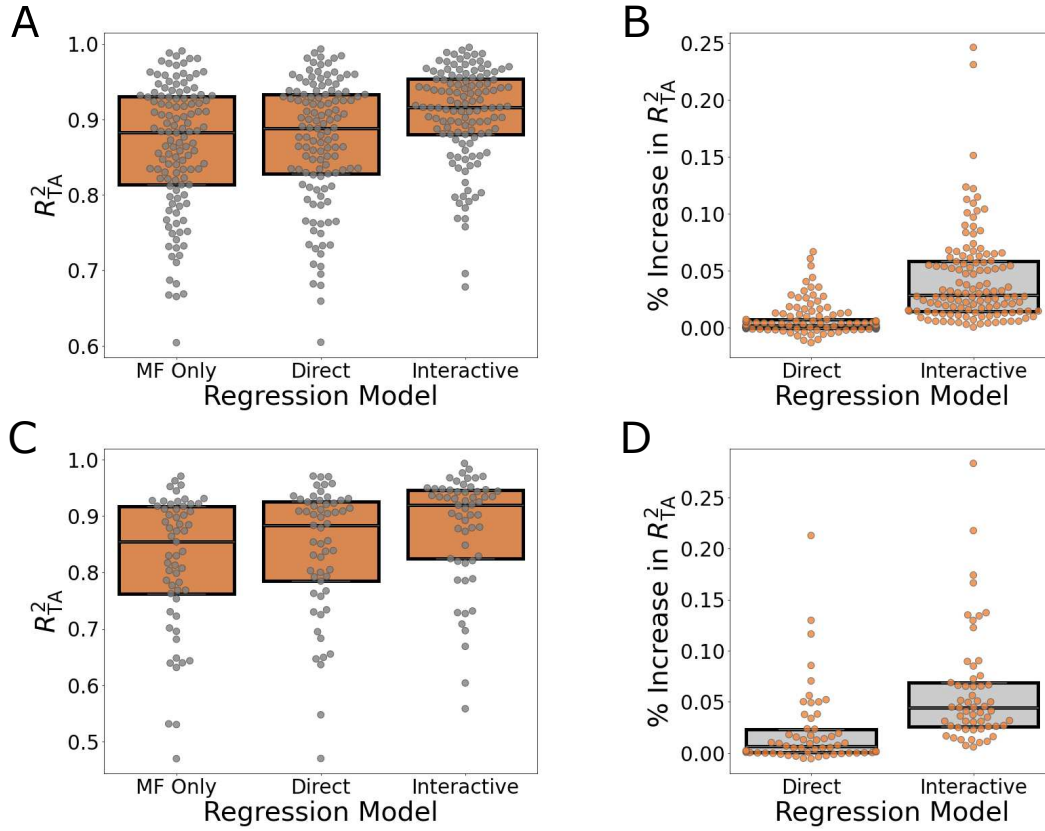 A
1.0
0.9
0.8
0.7
0.6
R²TA
MF Only Direct Interactive
Regression Model
B
0.25
0.20
0.15
0.10
0.05
0.00
% Increase in R²TA
Direct Interactive
Regression Model
C
1.0
0.9
0.8
0.7
0.6
0.5
R²TA
MF Only Direct Interactive
Regression Model
D
0.25
0.20
0.15
0.10
0.05
0.00
% Increase in R²TA
Direct Interactive
Regression Model